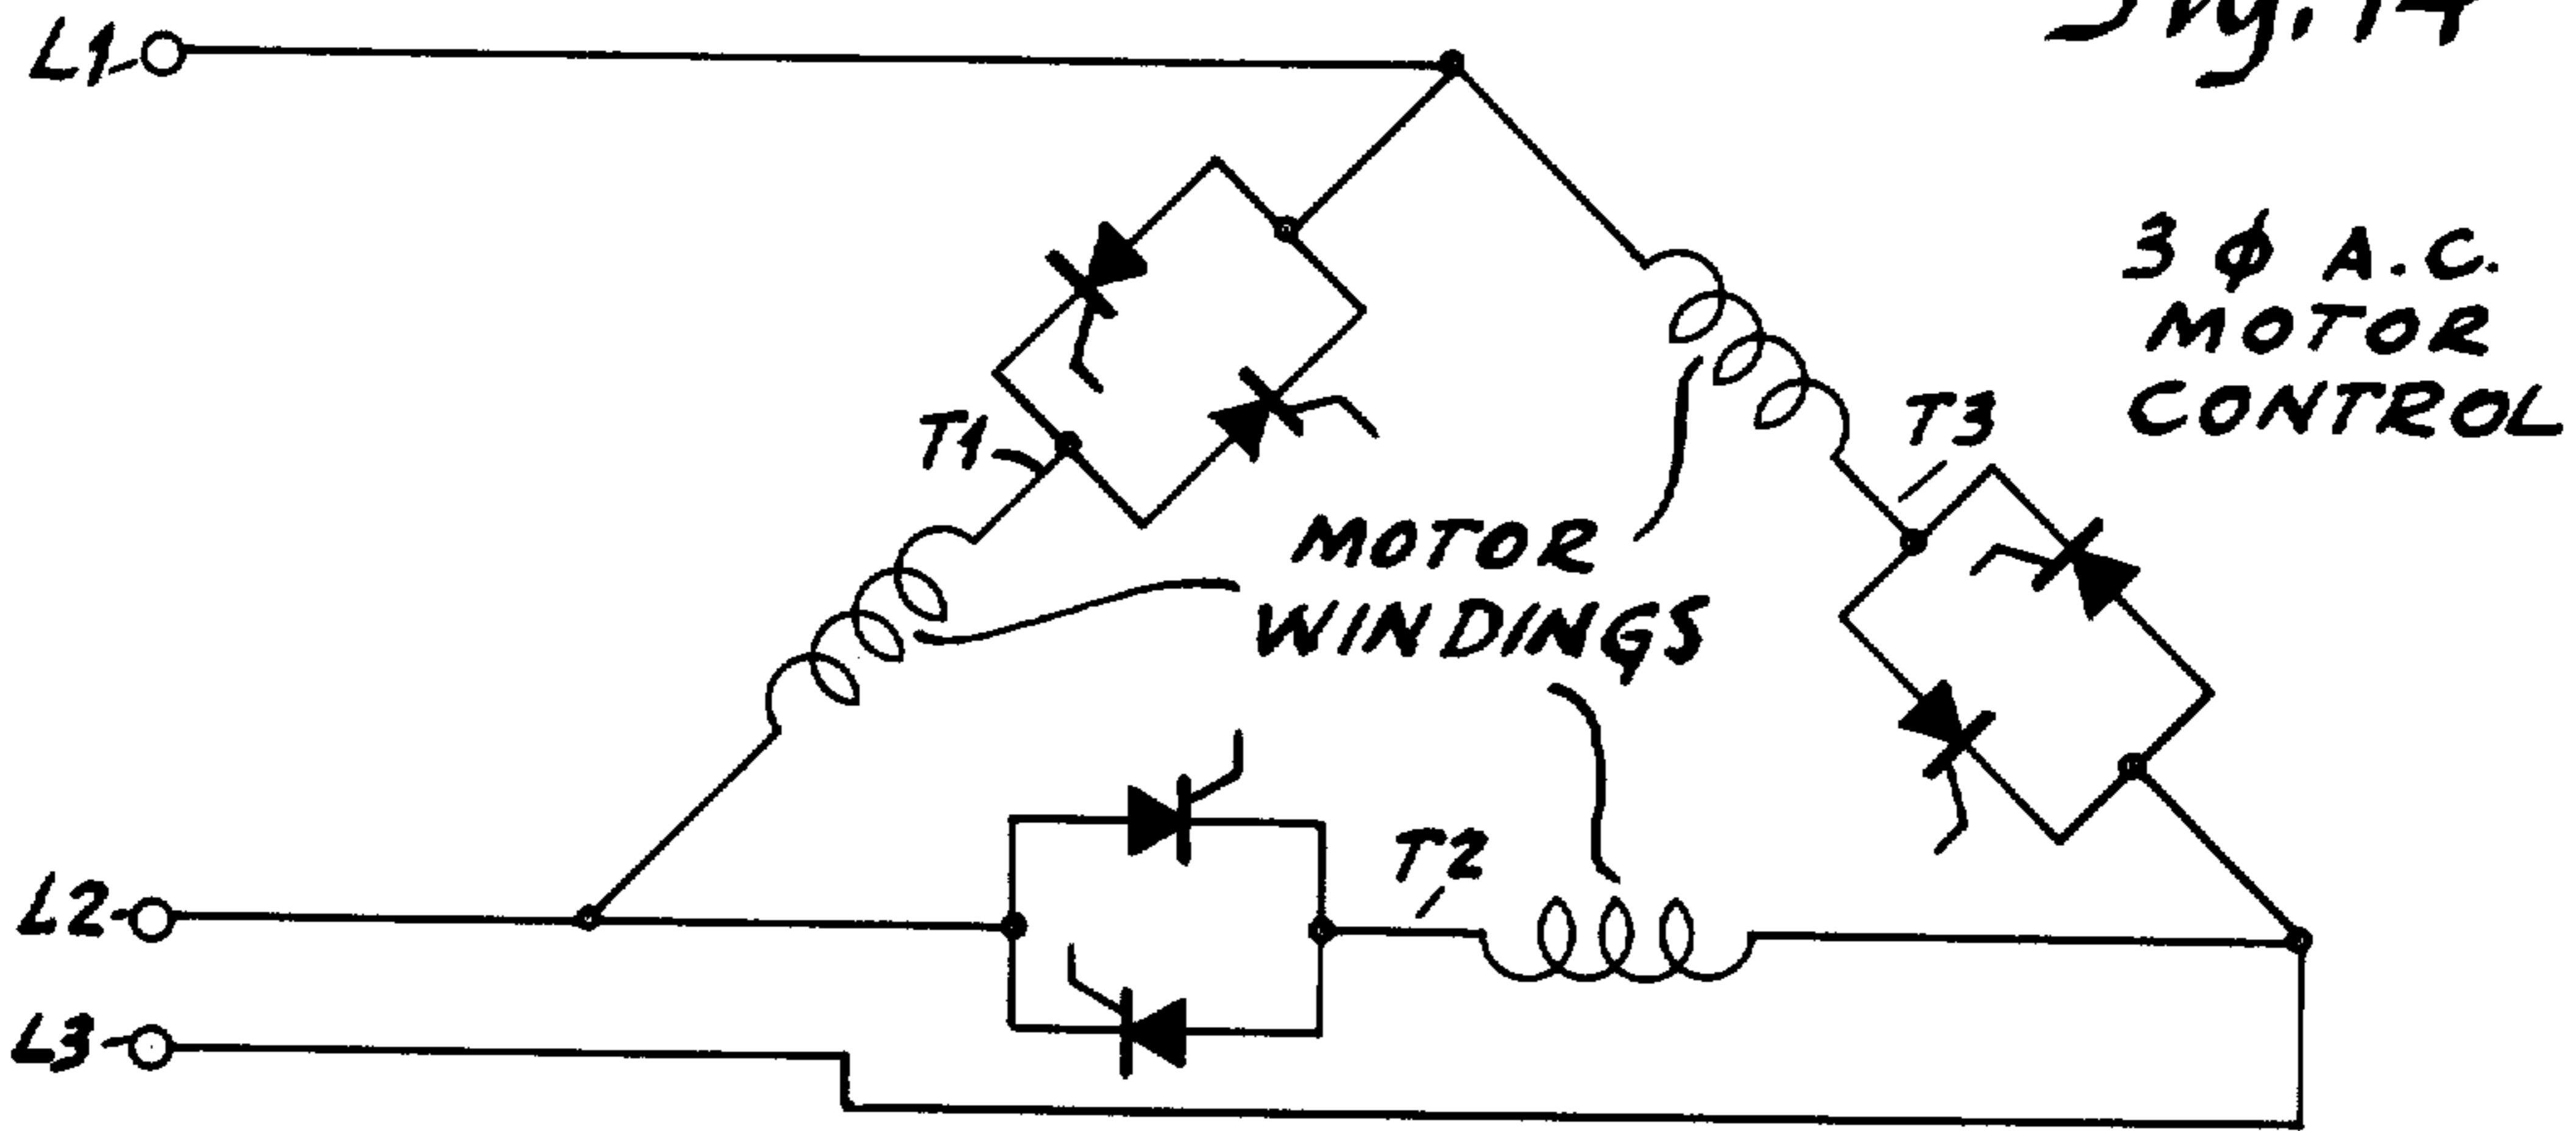 L1
Fig. 14
3 ϕ A.C.
MOTOR
CONTROL
T1
T3
MOTOR
WINDINGS
T2
L2
L3